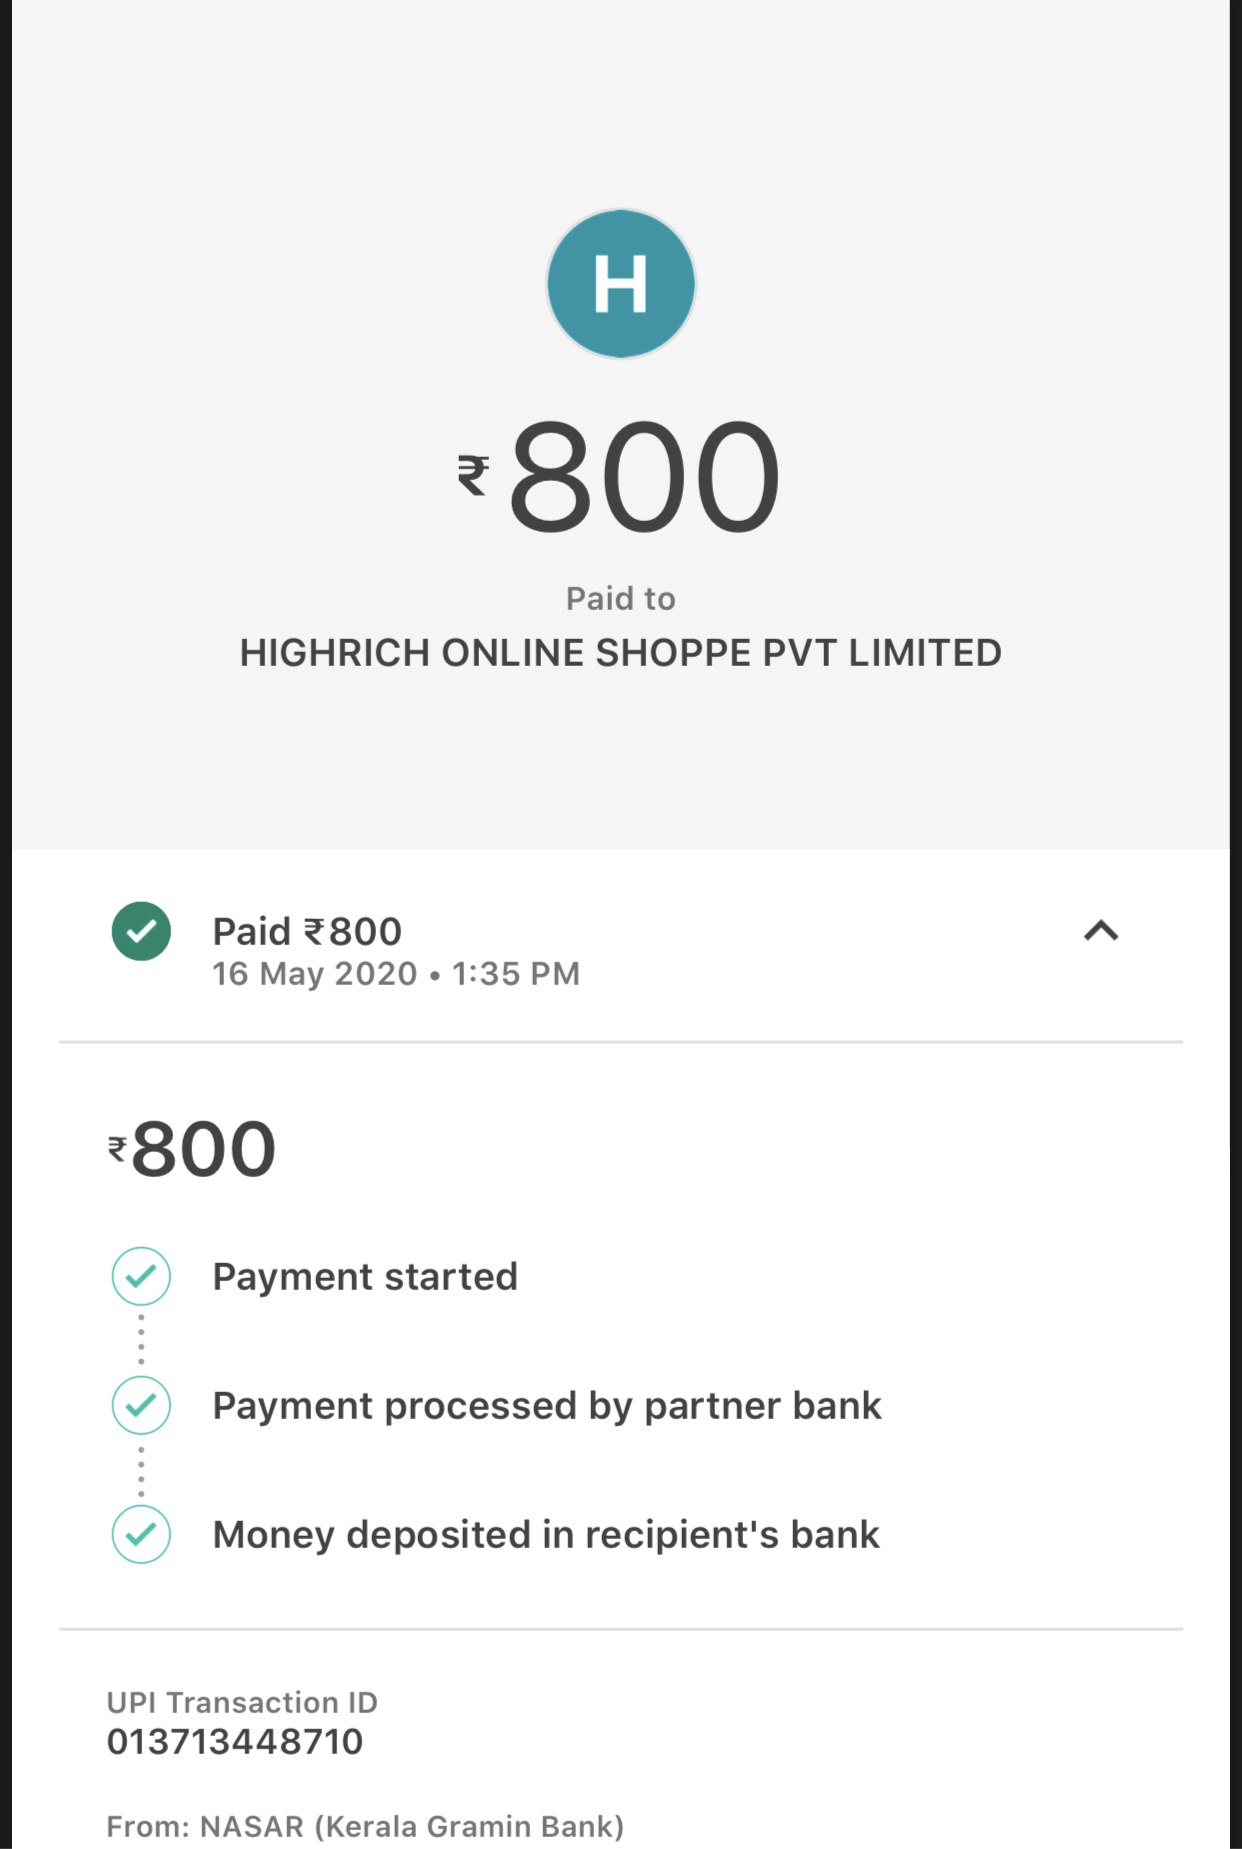 H
₹800
Paid to
HIGHRICH ONLINE SHOPPE PVT LIMITED
Paid ₹800
16 May 2020 • 1:35 PM
₹800
Payment started
Payment processed by partner bank
Money deposited in recipient's bank
UPI Transaction ID
013713448710
From: NASAR (Kerala Gramin Bank)